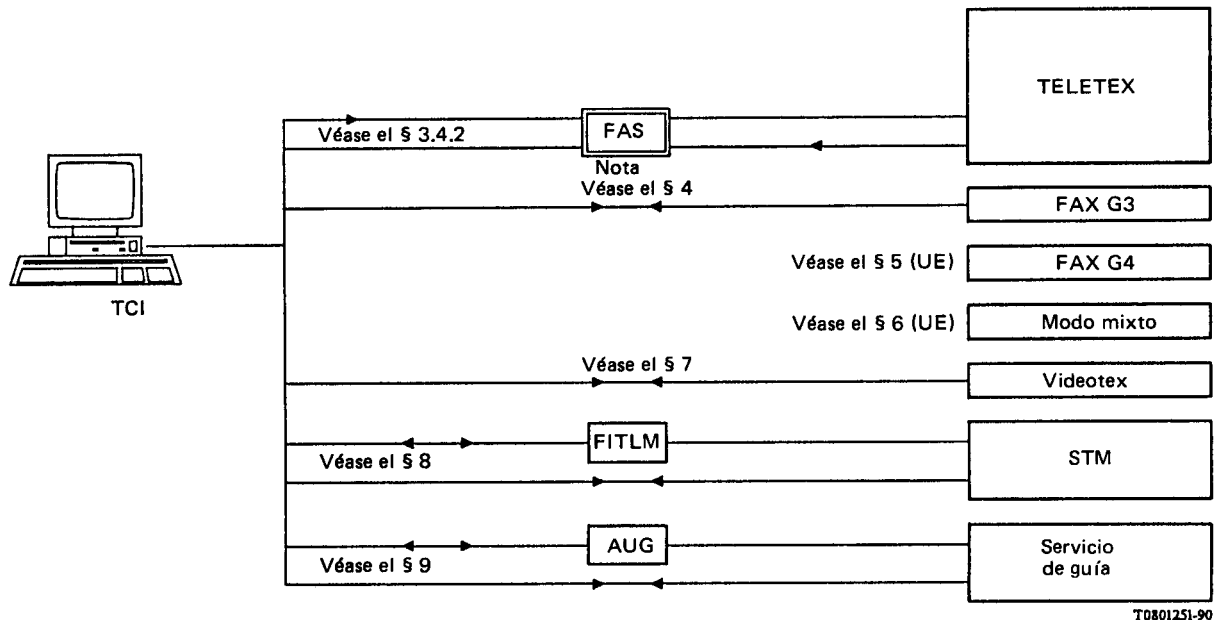 TELETEX
Véase el § 3.4.2
FAS
Nota
Véase el § 4
FAX G3
Véase el § 5 (UE)
FAX G4
TCI
Véase el § 6 (UE)
Modo mixto
Véase el § 7
Videotex
FITLM
Véase el § 8
STM
AUG
Véase el § 9
Servicio
de guía
T0801251-90